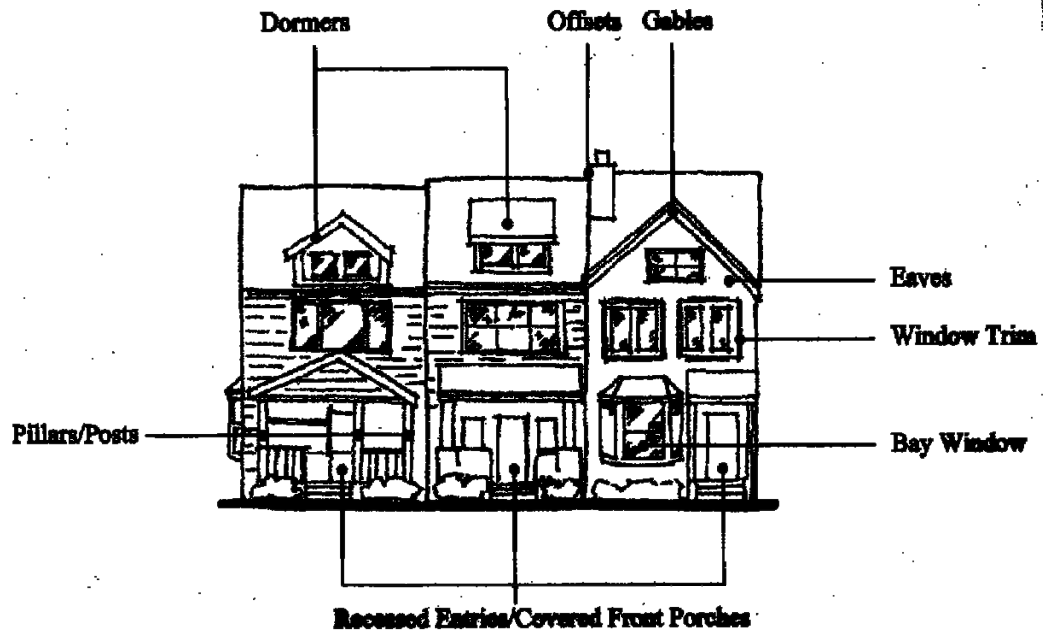 Dormers
Offsets Gables
Eaves
Window Trim
Pillars/Posts
Bay Window
Recessed Entries/Covered Front Porches